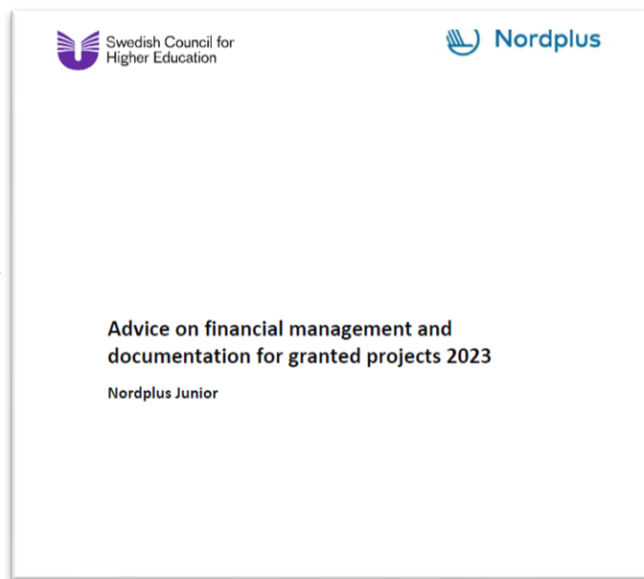 Swedish Council for
Higher Education
Nordplus
Advice on financial management and
documentation for granted projects 2023
Nordplus Junior